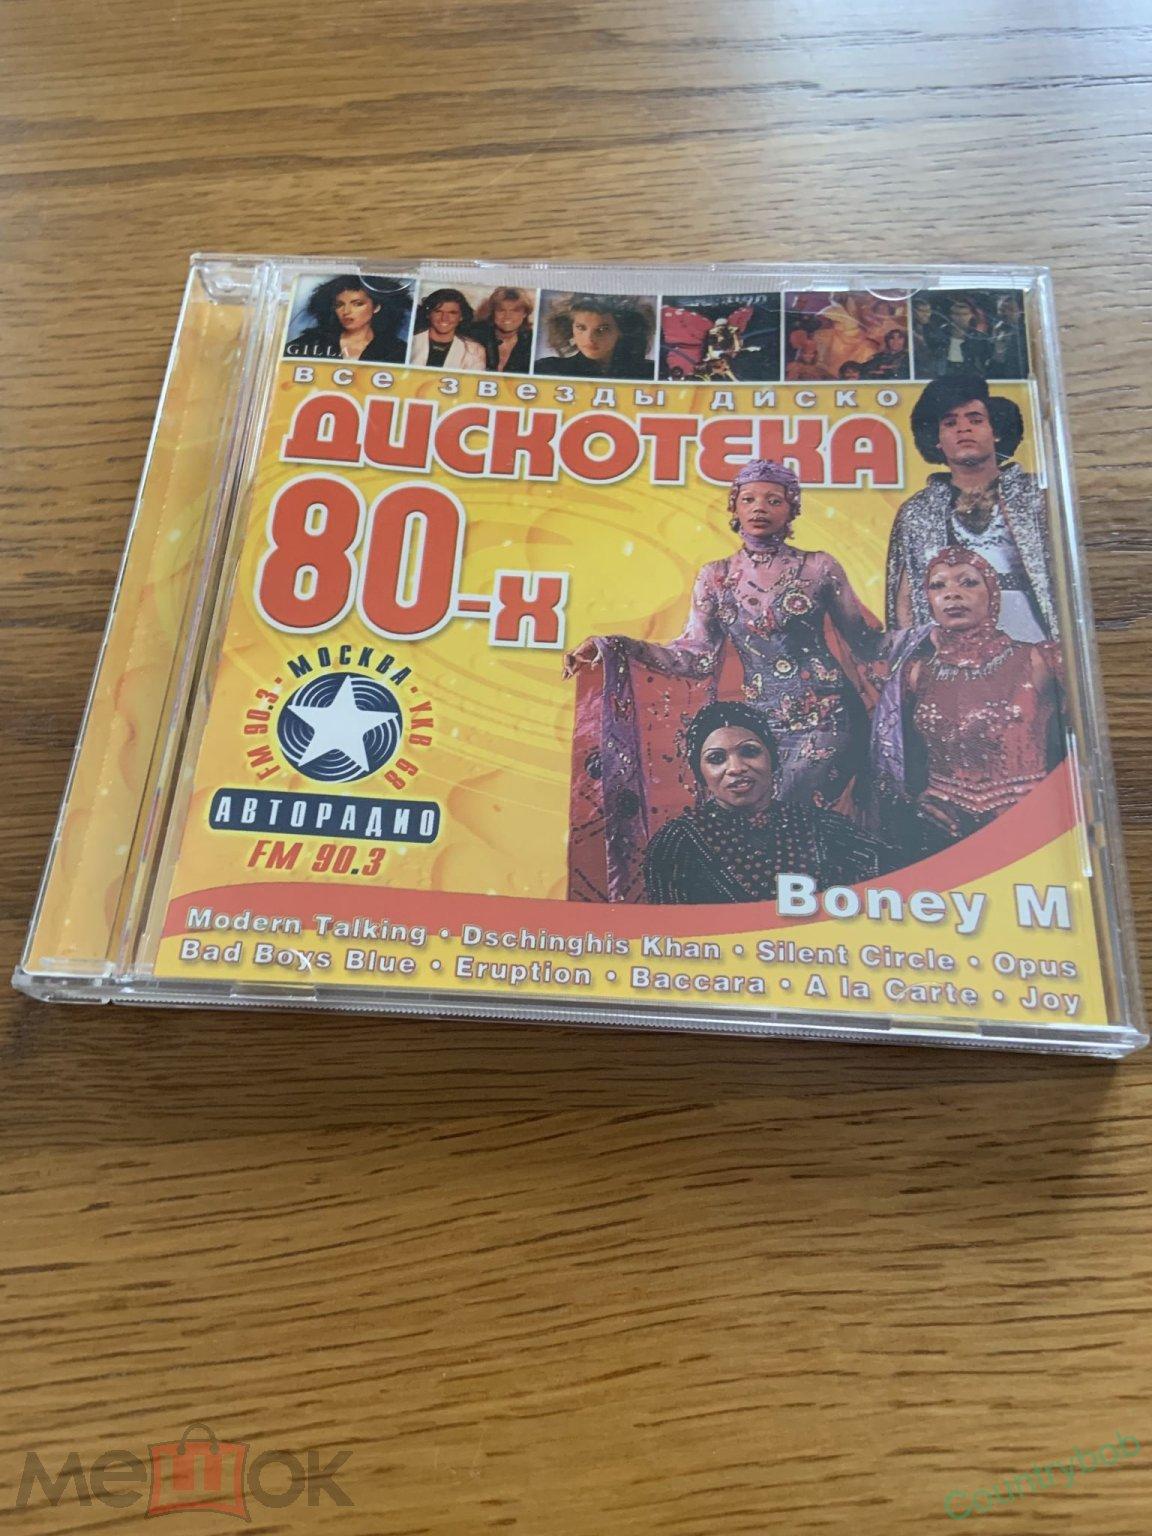 GILLA
все звезды диско
ДИСКОТЕКА
80-х
FM 90.3 • МОСКВА • УКВ 68
АВТОРАДИО
FM 90.3
Boney M
Modern Talking • Dschinghis Khan • Silent Circle • Opus
Bad Boys Blue • Eruption • Baccara • A la Carte • Joy
мешок
Countrybob